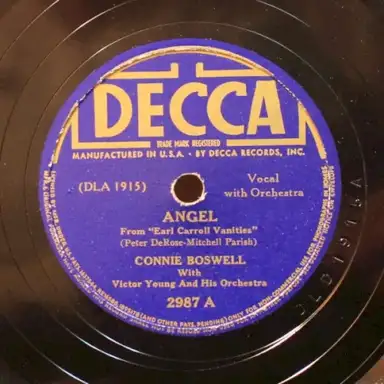 DECCA
TRADE MARK REGISTERED
MANUFACTURED IN U.S.A. • BY DECCA RECORDS, INC.
(DLA 1915)
Vocal
with Orchestra
ANGEL
From "Earl Carroll Vanities"
(Peter DeRose-Mitchell Parish)
CONNIE BOSWELL
With
Victor Young And His Orchestra
2987 A
DLA1915A